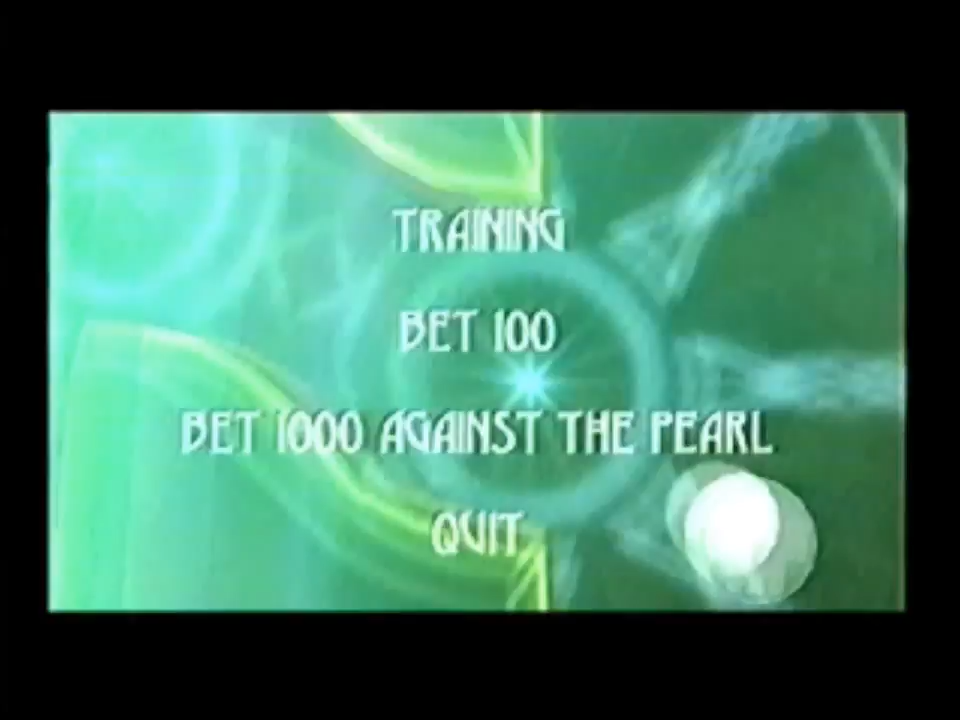 TRAINING
BET 100
BET 1000 AGAINST THE PEARL
QUIT